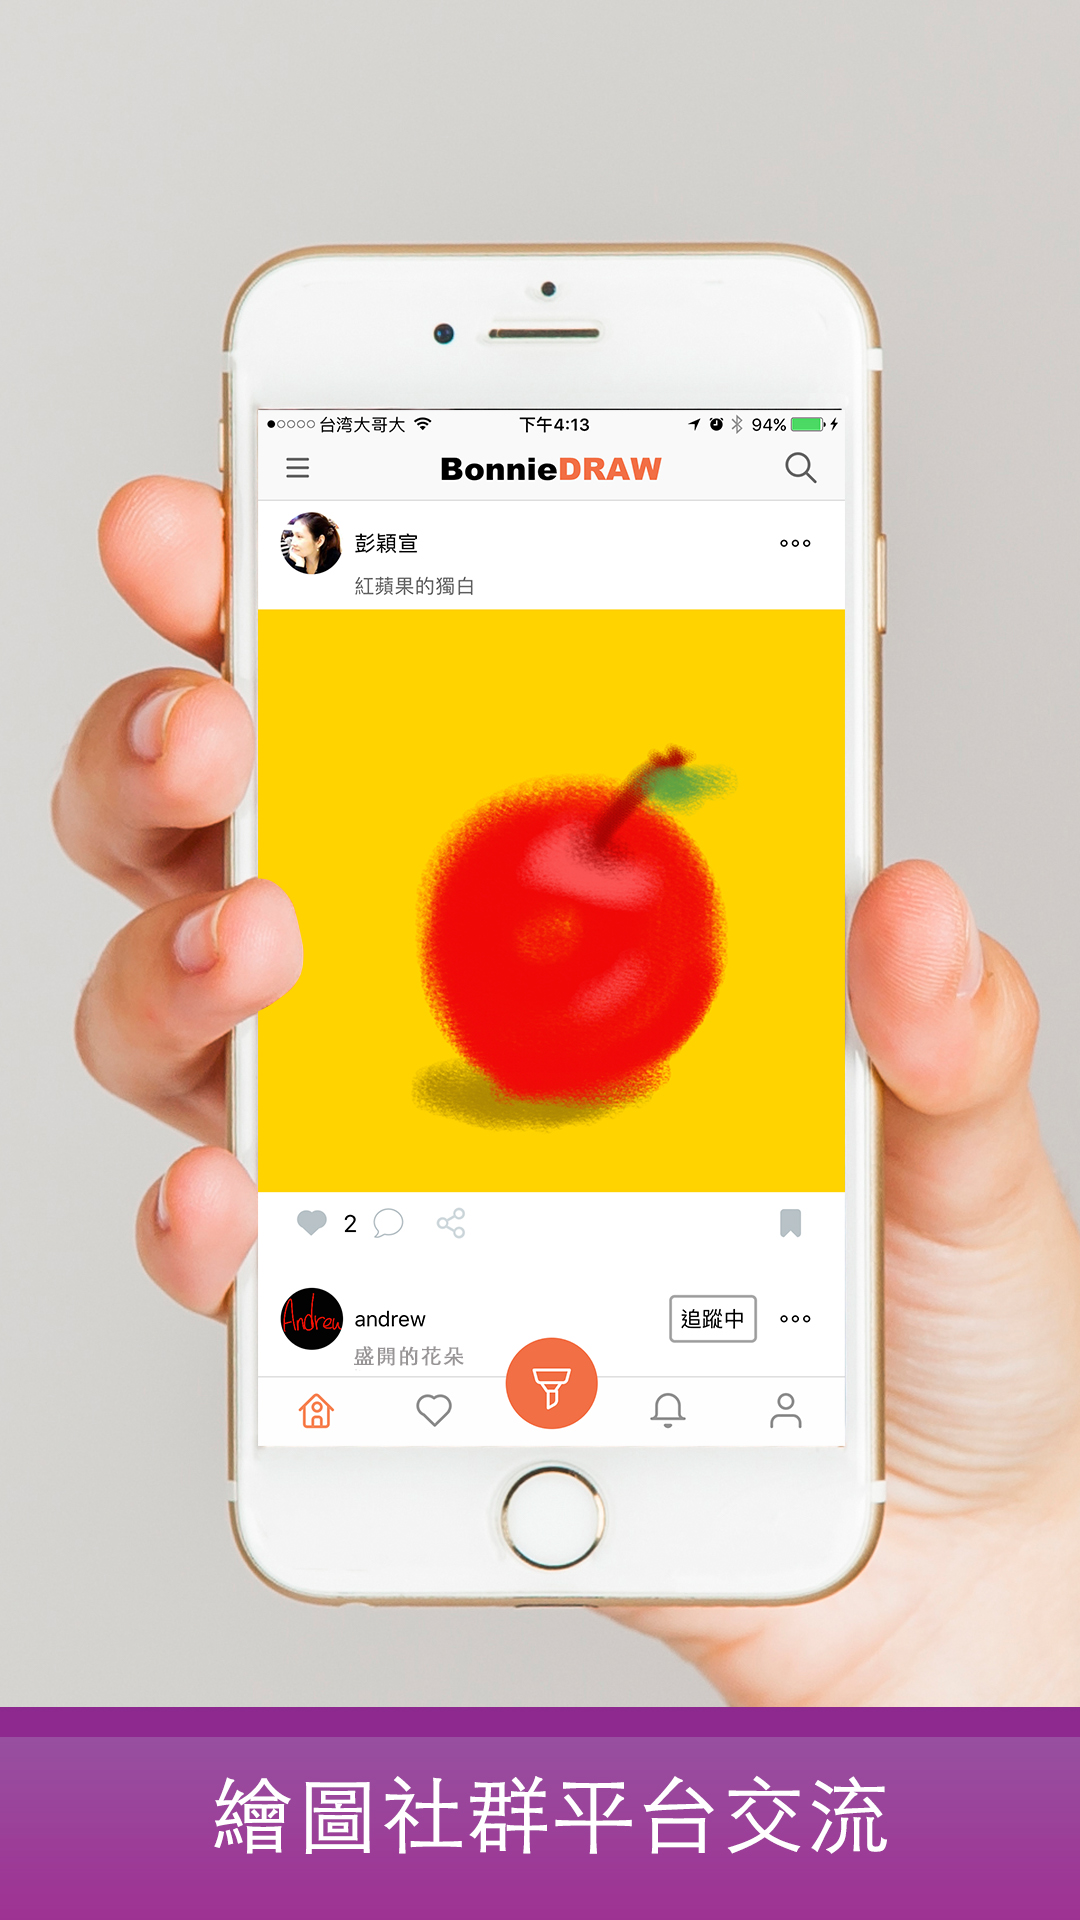 台湾大哥大 下午4:13 94%
BonnieDRAW
彭穎宣
紅蘋果的獨白
2
Andrew
andrew 追蹤中
盛開的花朵
繪圖社群平台交流